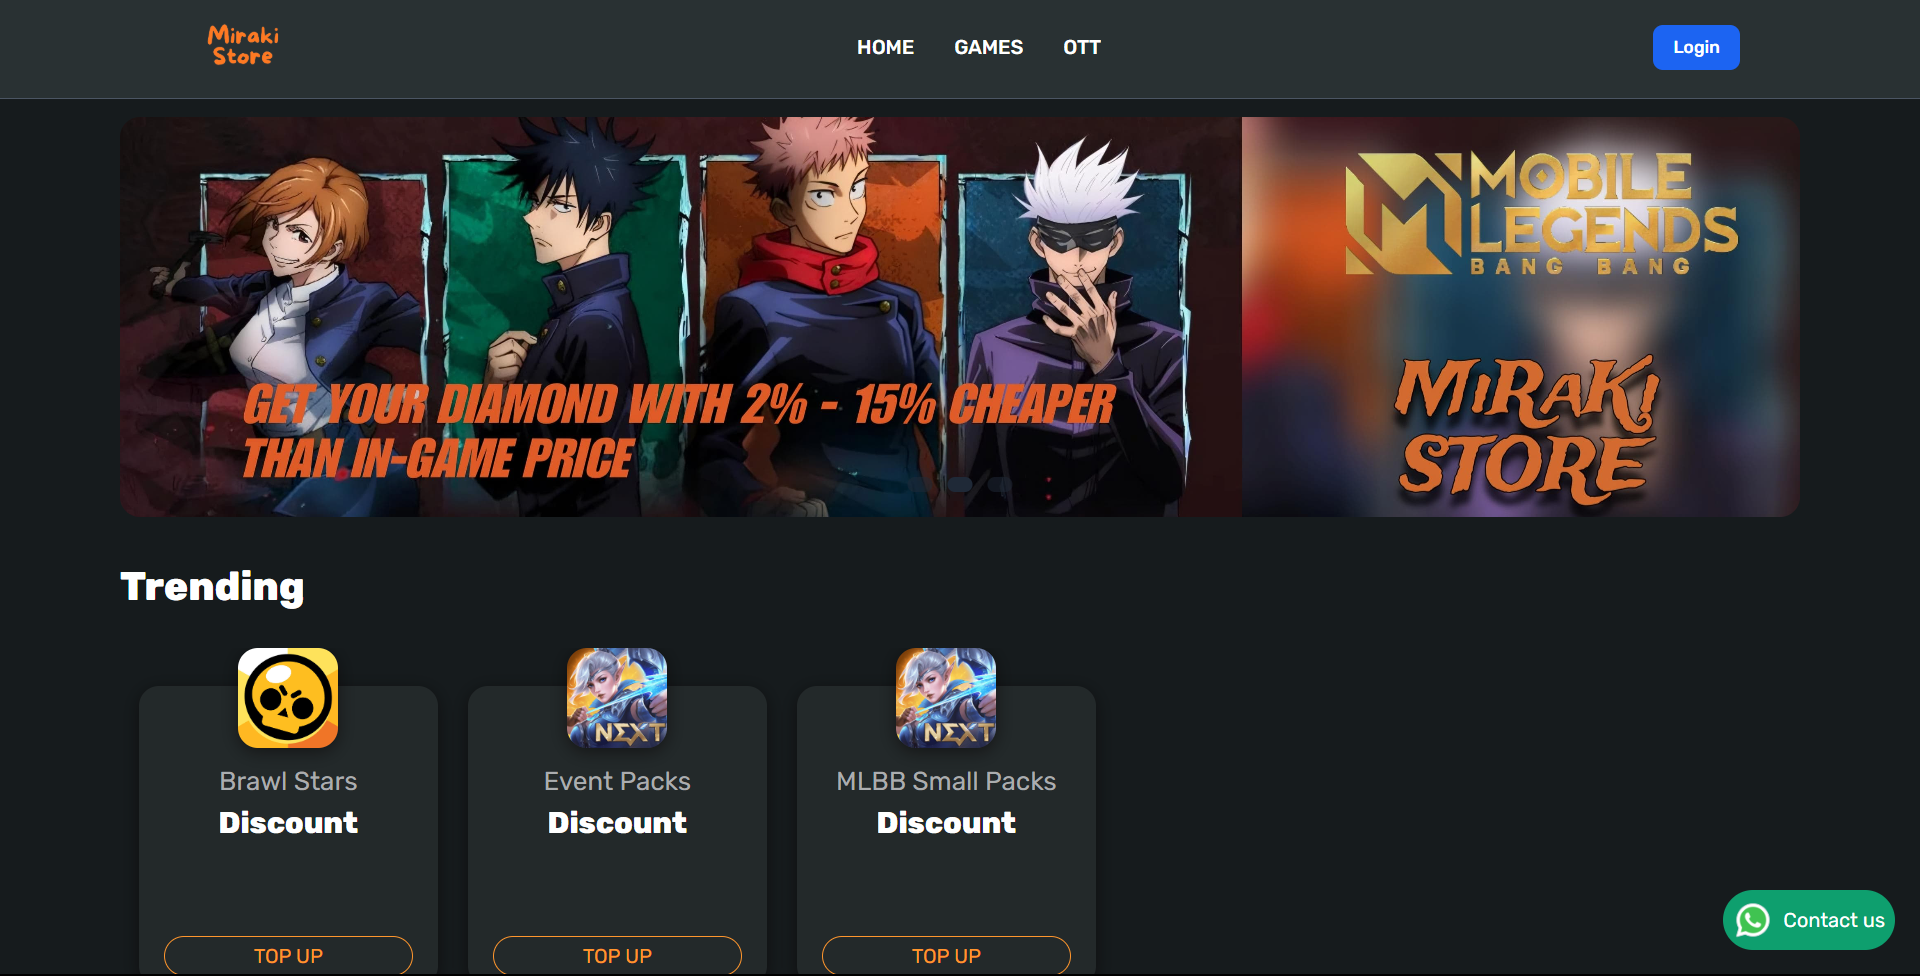 Miraki
Store
HOME
GAMES
OTT
Login
GET YOUR DIAMOND WITH 2% - 15% CHEAPER
THAN IN-GAME PRICE
MOBILE
LEGENDS
BANG BANG
MIRAKI
STORE
Trending
NEXT
NEXT
Brawl Stars
Discount
TOP UP
Event Packs
Discount
TOP UP
MLBB Small Packs
Discount
TOP UP
Contact us